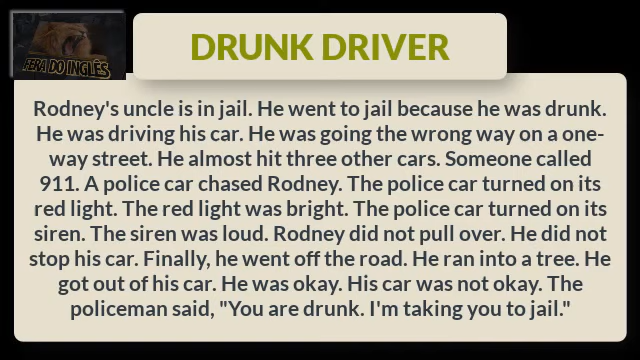 FERA DO INGLÊS
DRUNK DRIVER
Rodney's uncle is in jail. He went to jail because he was drunk.
He was driving his car. He was going the wrong way on a one-
way street. He almost hit three other cars. Someone called
911. A police car chased Rodney. The police car turned on its
red light. The red light was bright. The police car turned on its
siren. The siren was loud. Rodney did not pull over. He did not
stop his car. Finally, he went off the road. He ran into a tree. He
got out of his car. He was okay. His car was not okay. The
policeman said, "You are drunk. I'm taking you to jail."